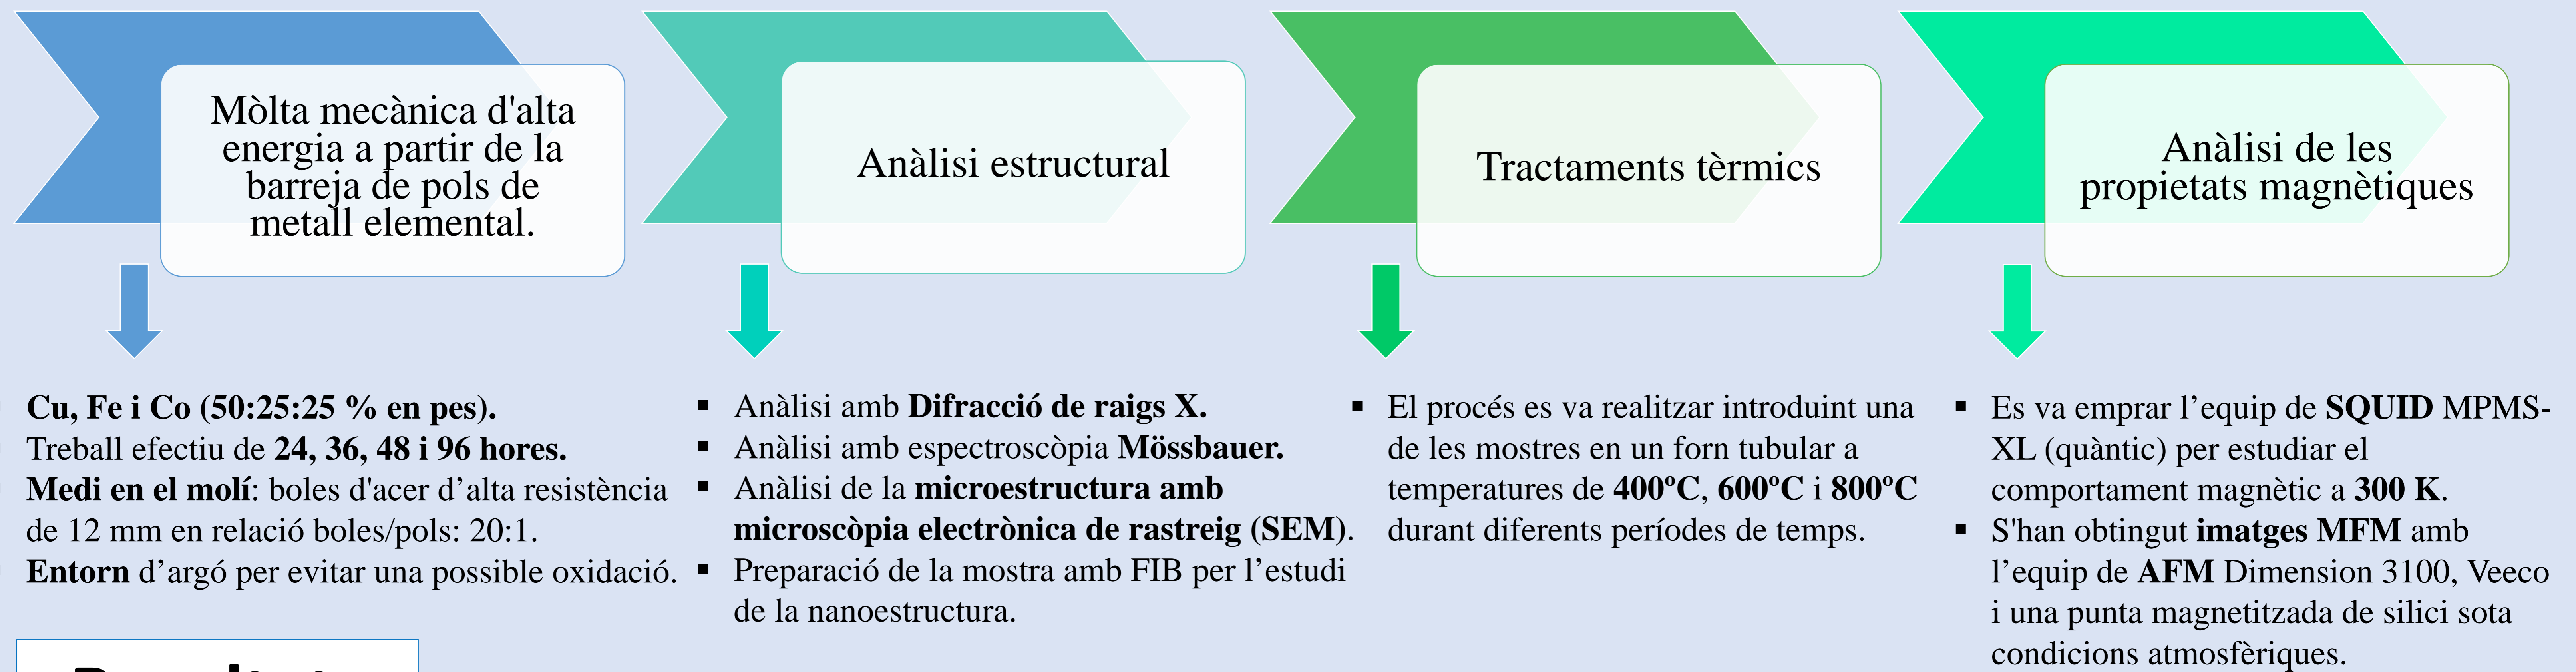 Mòlta mecànica d'alta
energia a partir de la
barreja de pols de
metall elemental.
Anàlisi estructural
Tractaments tèrmics
Anàlisi de les
propietats magnètiques
Cu, Fe i Co (50:25:25 % en pes).
Treball efectiu de 24, 36, 48 i 96 hores.
Medi en el molí: boles d'acer d’alta resistència
de 12 mm en relació boles/pols: 20:1.
Entorn d’argó per evitar una possible oxidació.
▪ Anàlisi amb Difracció de raigs X.
▪ Anàlisi amb espectroscòpia Mössbauer.
▪ Anàlisi de la microestructura amb
microscòpia electrònica de rastreig (SEM).
▪ Preparació de la mostra amb FIB per l’estudi
de la nanoestructura.
▪ El procés es va realitzar introduint una
de les mostres en un forn tubular a
temperatures de 400ºC, 600ºC i 800ºC
durant diferents períodes de temps.
▪ Es va emprar l’equip de SQUID MPMS-
XL (quàntic) per estudiar el
comportament magnètic a 300 K.
▪ S'han obtingut imatges MFM amb
l’equip de AFM Dimension 3100, Veeco
i una punta magnetitzada de silici sota
condicions atmosfèriques.